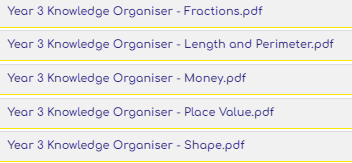 Year 3 Knowledge Organiser - Fractions.pdf
Year 3 Knowledge Organiser - Length and Perimeter.pdf
Year 3 Knowledge Organiser - Money.pdf
Year 3 Knowledge Organiser - Place Value.pdf
Year 3 Knowledge Organiser - Shape.pdf